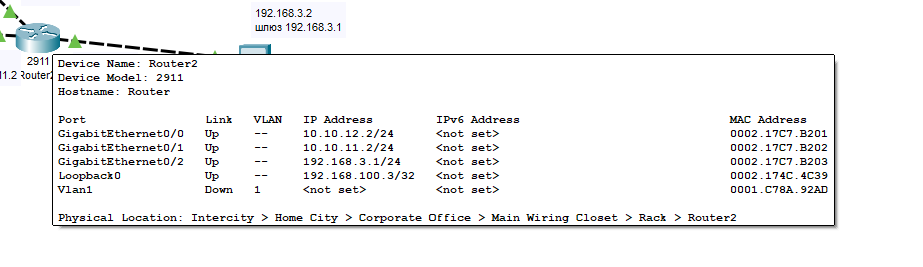 192.168.3.2
шлюз 192.168.3.1
2911
11.2 Router2
Device Name: Router2
Device Model: 2911
Hostname: Router
Port Link VLAN IP Address IPv6 Address MAC Address
GigabitEthernet0/0 Up -- 10.10.12.2/24 <not set> 0002.17C7.B201
GigabitEthernet0/1 Up -- 10.10.11.2/24 <not set> 0002.17C7.B202
GigabitEthernet0/2 Up -- 192.168.3.1/24 <not set> 0002.17C7.B203
Loopback0 Up -- 192.168.100.3/32 <not set> 0002.174C.4C39
Vlan1 Down 1 <not set> <not set> 0001.C78A.92AD
Physical Location: Intercity > Home City > Corporate Office > Main Wiring Closet > Rack > Router2